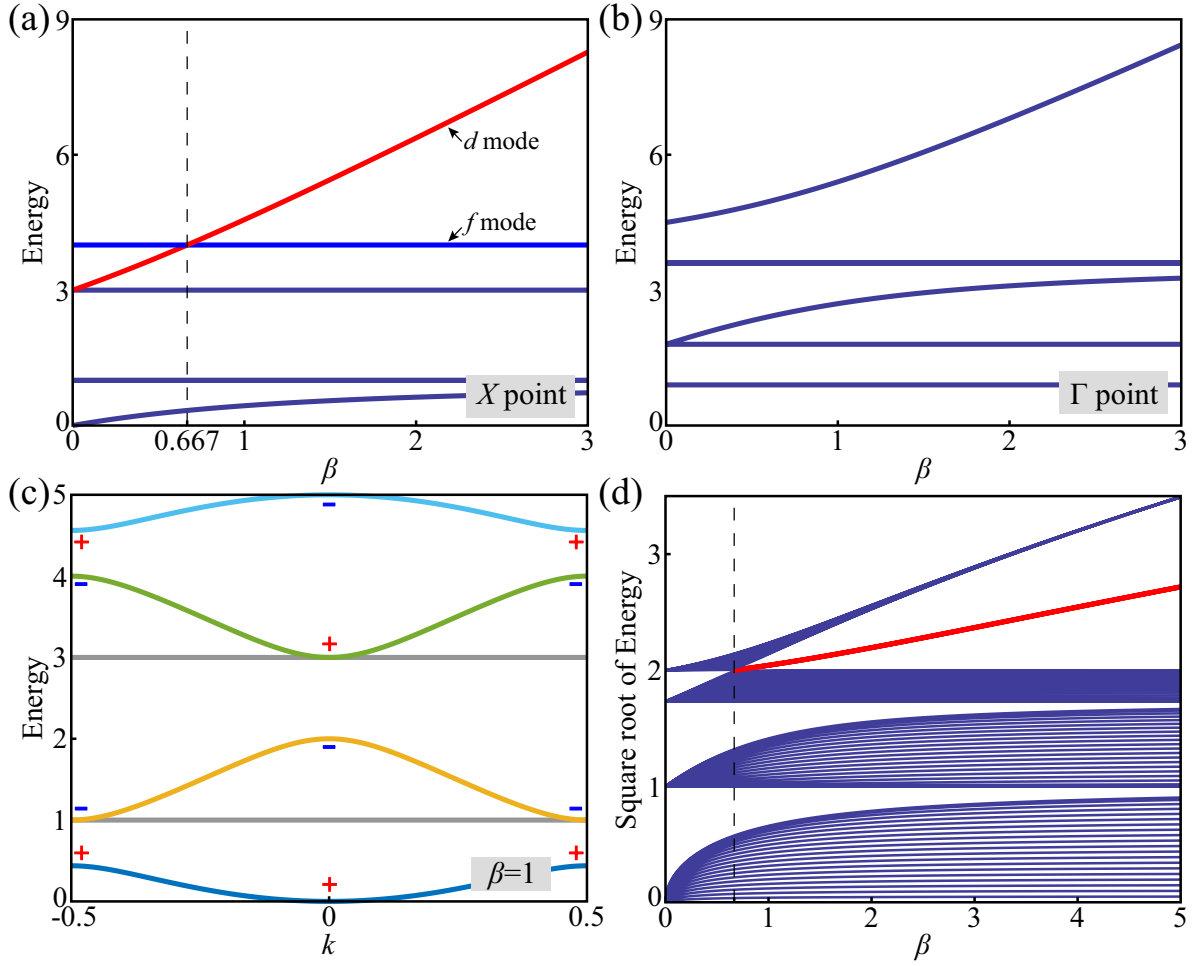 (a)
9
6
3
0
Energy
d mode
f mode
X point
0
0.667
1
2
3
β
(b)
9
6
3
0
Energy
Γ point
0
1
2
3
β
(c)
5
4
3
2
1
0
Energy
+
-
+
-
+
-
+
-
-
+
+
+
β=1
-0.5
0
0.5
k
(d)
3
2
1
0
Square root of Energy
0
1
2
3
4
5
β